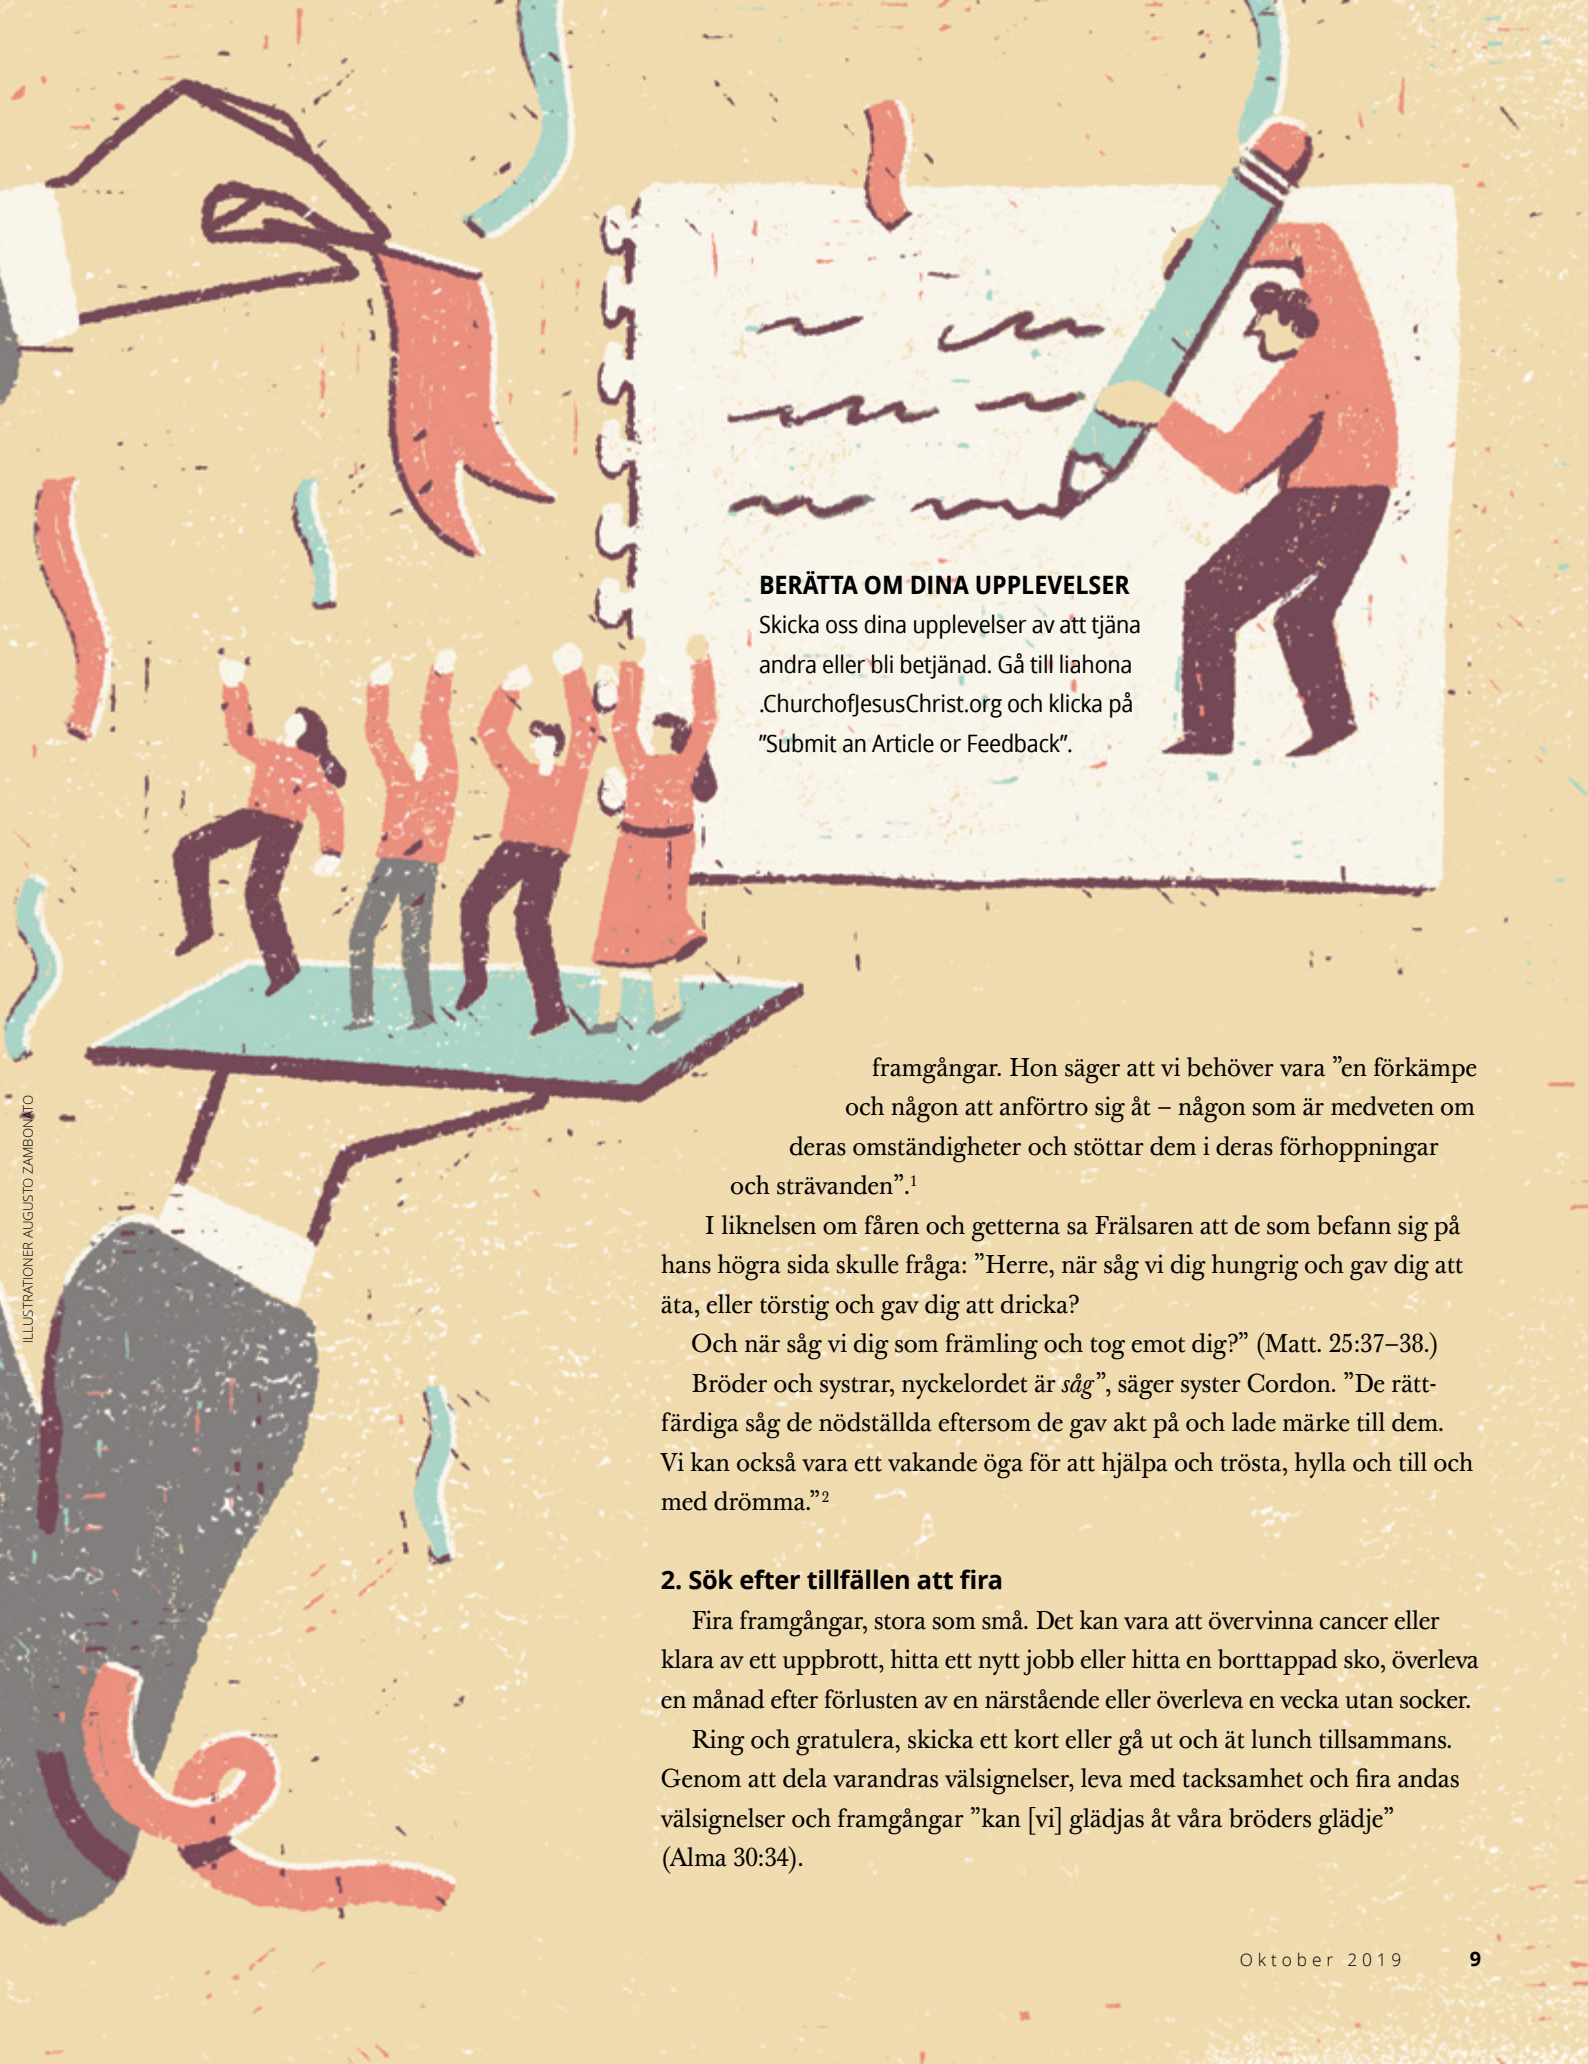 BERÄTTA OM DINA UPPLEVELSER
Skicka oss dina upplevelser av att tjäna
andra eller bli betjänad. Gå till liahona
.ChurchofJesusChrist.org och klicka på
”Submit an Article or Feedback”.
framgångar. Hon säger att vi behöver vara ”en förkämpe
och någon att anförtro sig åt – någon som är medveten om
deras omständigheter och stöttar dem i deras förhoppningar
och strävanden”.¹
I liknelsen om fåren och getterna sa Frälsaren att de som befann sig på
hans högra sida skulle fråga: ”Herre, när såg vi dig hungrig och gav dig att
äta, eller törstig och gav dig att dricka?
Och när såg vi dig som främling och tog emot dig?” (Matt. 25:37–38.)
Bröder och systrar, nyckelordet är såg”, säger syster Cordon. ”De rätt-
färdiga såg de nödställda eftersom de gav akt på och lade märke till dem.
Vi kan också vara ett vakande öga för att hjälpa och trösta, hylla och till och
med drömma.”²
2. Sök efter tillfällen att fira
Fira framgångar, stora som små. Det kan vara att övervinna cancer eller
klara av ett uppbrott, hitta ett nytt jobb eller hitta en borttappad sko, överleva
en månad efter förlusten av en närstående eller överleva en vecka utan socker.
Ring och gratulera, skicka ett kort eller gå ut och ät lunch tillsammans.
Genom att dela varandras välsignelser, leva med tacksamhet och fira andas
välsignelser och framgångar ”kan [vi] glädjas åt våra bröders glädje”
(Alma 30:34).
ILLUSTRATIONER AUGUSTO ZAMBONATO
Oktober 2019 9